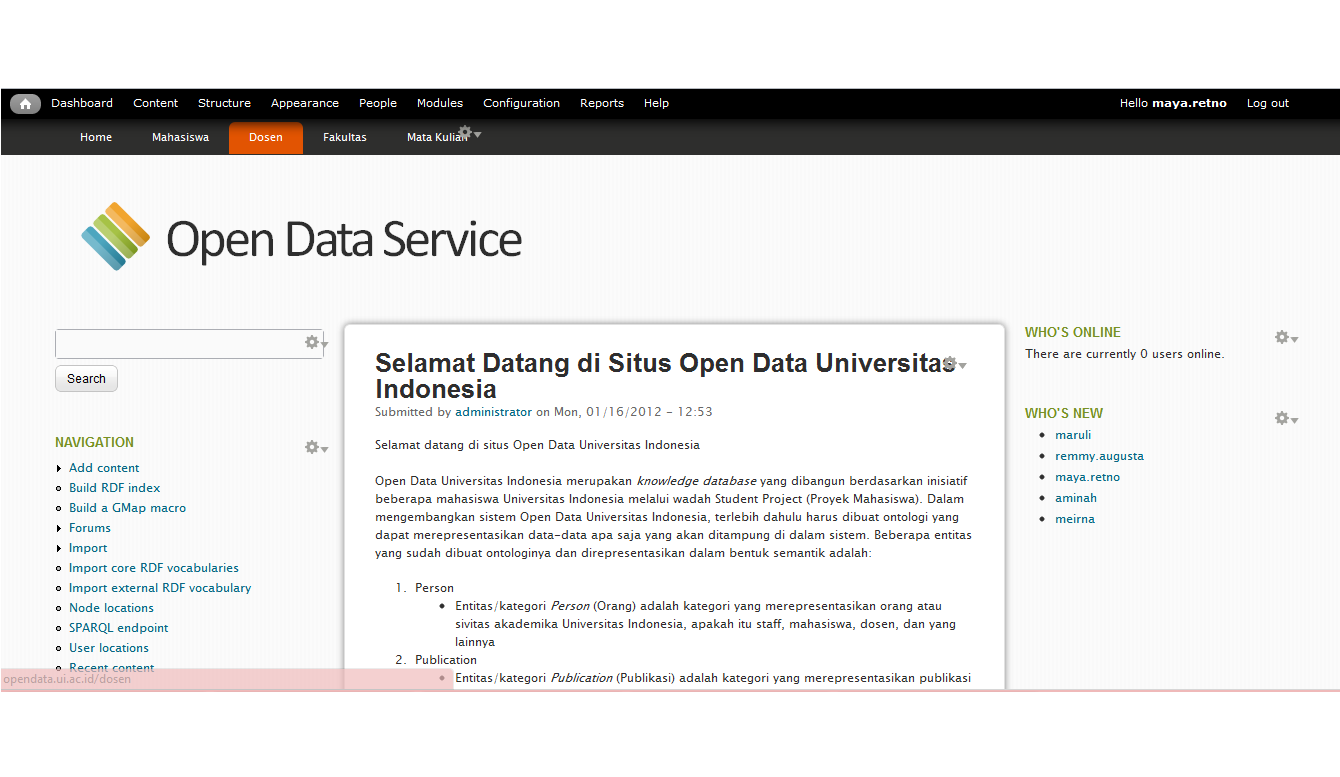 Dashboard Content Structure Appearance People Modules Configuration Reports Help Hello maya.retno Log out
Home Mahasiswa Dosen Fakultas Mata Kuliah
Open Data Service
Search
NAVIGATION
Add content
Build RDF index
Build a GMap macro
Forums
Import
Import core RDF vocabularies
Import external RDF vocabulary
Node locations
SPARQL endpoint
User locations
Recent content
opendata.ui.ac.id/dosen
Selamat Datang di Situs Open Data Universitas
Indonesia
Submitted by administrator on Mon, 01/16/2012 - 12:53
Selamat datang di situs Open Data Universitas Indonesia
Open Data Universitas Indonesia merupakan knowledge database yang dibangun berdasarkan inisiatif
beberapa mahasiswa Universitas Indonesia melalui wadah Student Project (Proyek Mahasiswa). Dalam
mengembangkan sistem Open Data Universitas Indonesia, terlebih dahulu harus dibuat ontologi yang
dapat merepresentasikan data-data apa saja yang akan ditampung di dalam sistem. Beberapa entitas
yang sudah dibuat ontologinya dan direpresentasikan dalam bentuk semantik adalah:
1. Person
• Entitas/kategori Person (Orang) adalah kategori yang merepresentasikan orang atau
sivitas akademika Universitas Indonesia, apakah itu staff, mahasiswa, dosen, dan yang
lainnya
2. Publication
• Entitas/kategori Publication (Publikasi) adalah kategori yang merepresentasikan publikasi
WHO'S ONLINE
There are currently 0 users online.
WHO'S NEW
• maruli
• remmy.augusta
• maya.retno
• aminah
• meirna